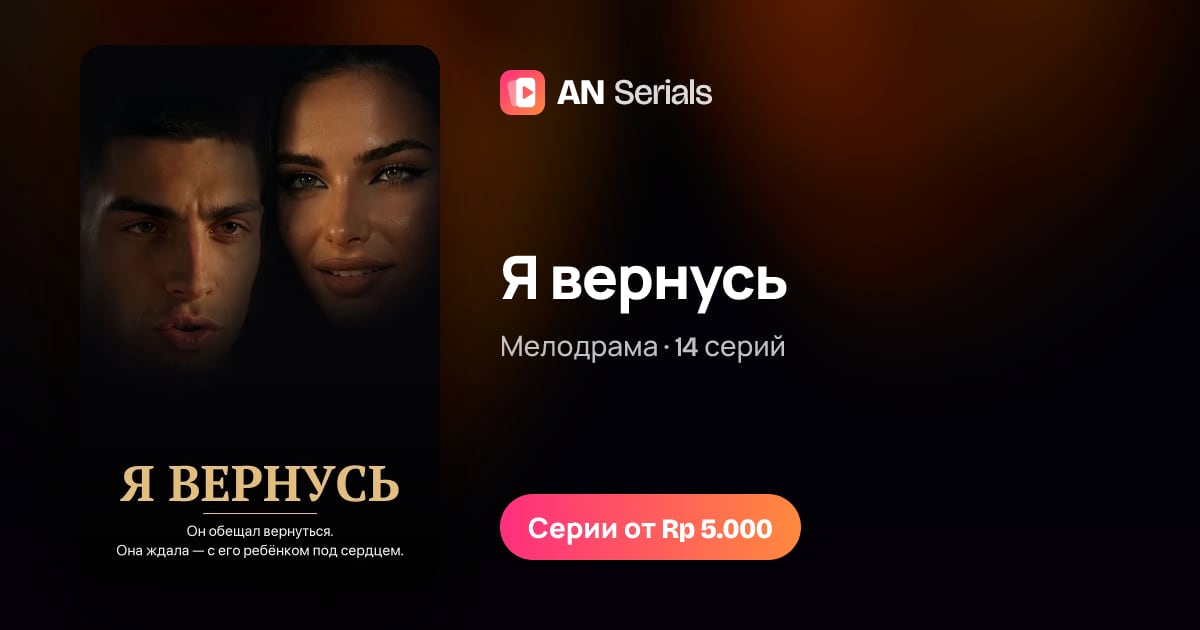 AN Serials
Я вернусь
Мелодрама · 14 серий
Серии от Rp 5.000
Я ВЕРНУСЬ
Он обещал вернуться.
Она ждала — с его ребёнком под сердцем.